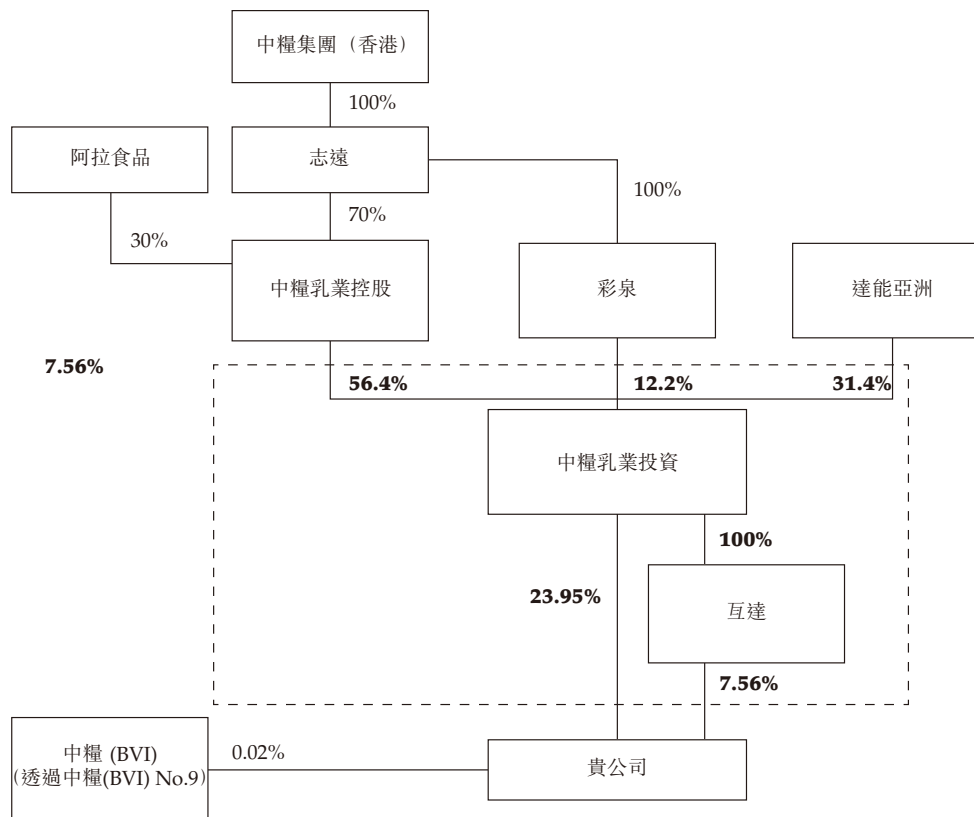 中糧集團（香港）
100%
阿拉食品
志遠
100%
70%
30%
中糧乳業控股
彩泉
達能亞洲
7.56%
56.4%
12.2%
31.4%
中糧乳業投資
100%
23.95%
互達
7.56%
中糧 (BVI)
(透過中糧(BVI) No.9)
0.02%
貴公司